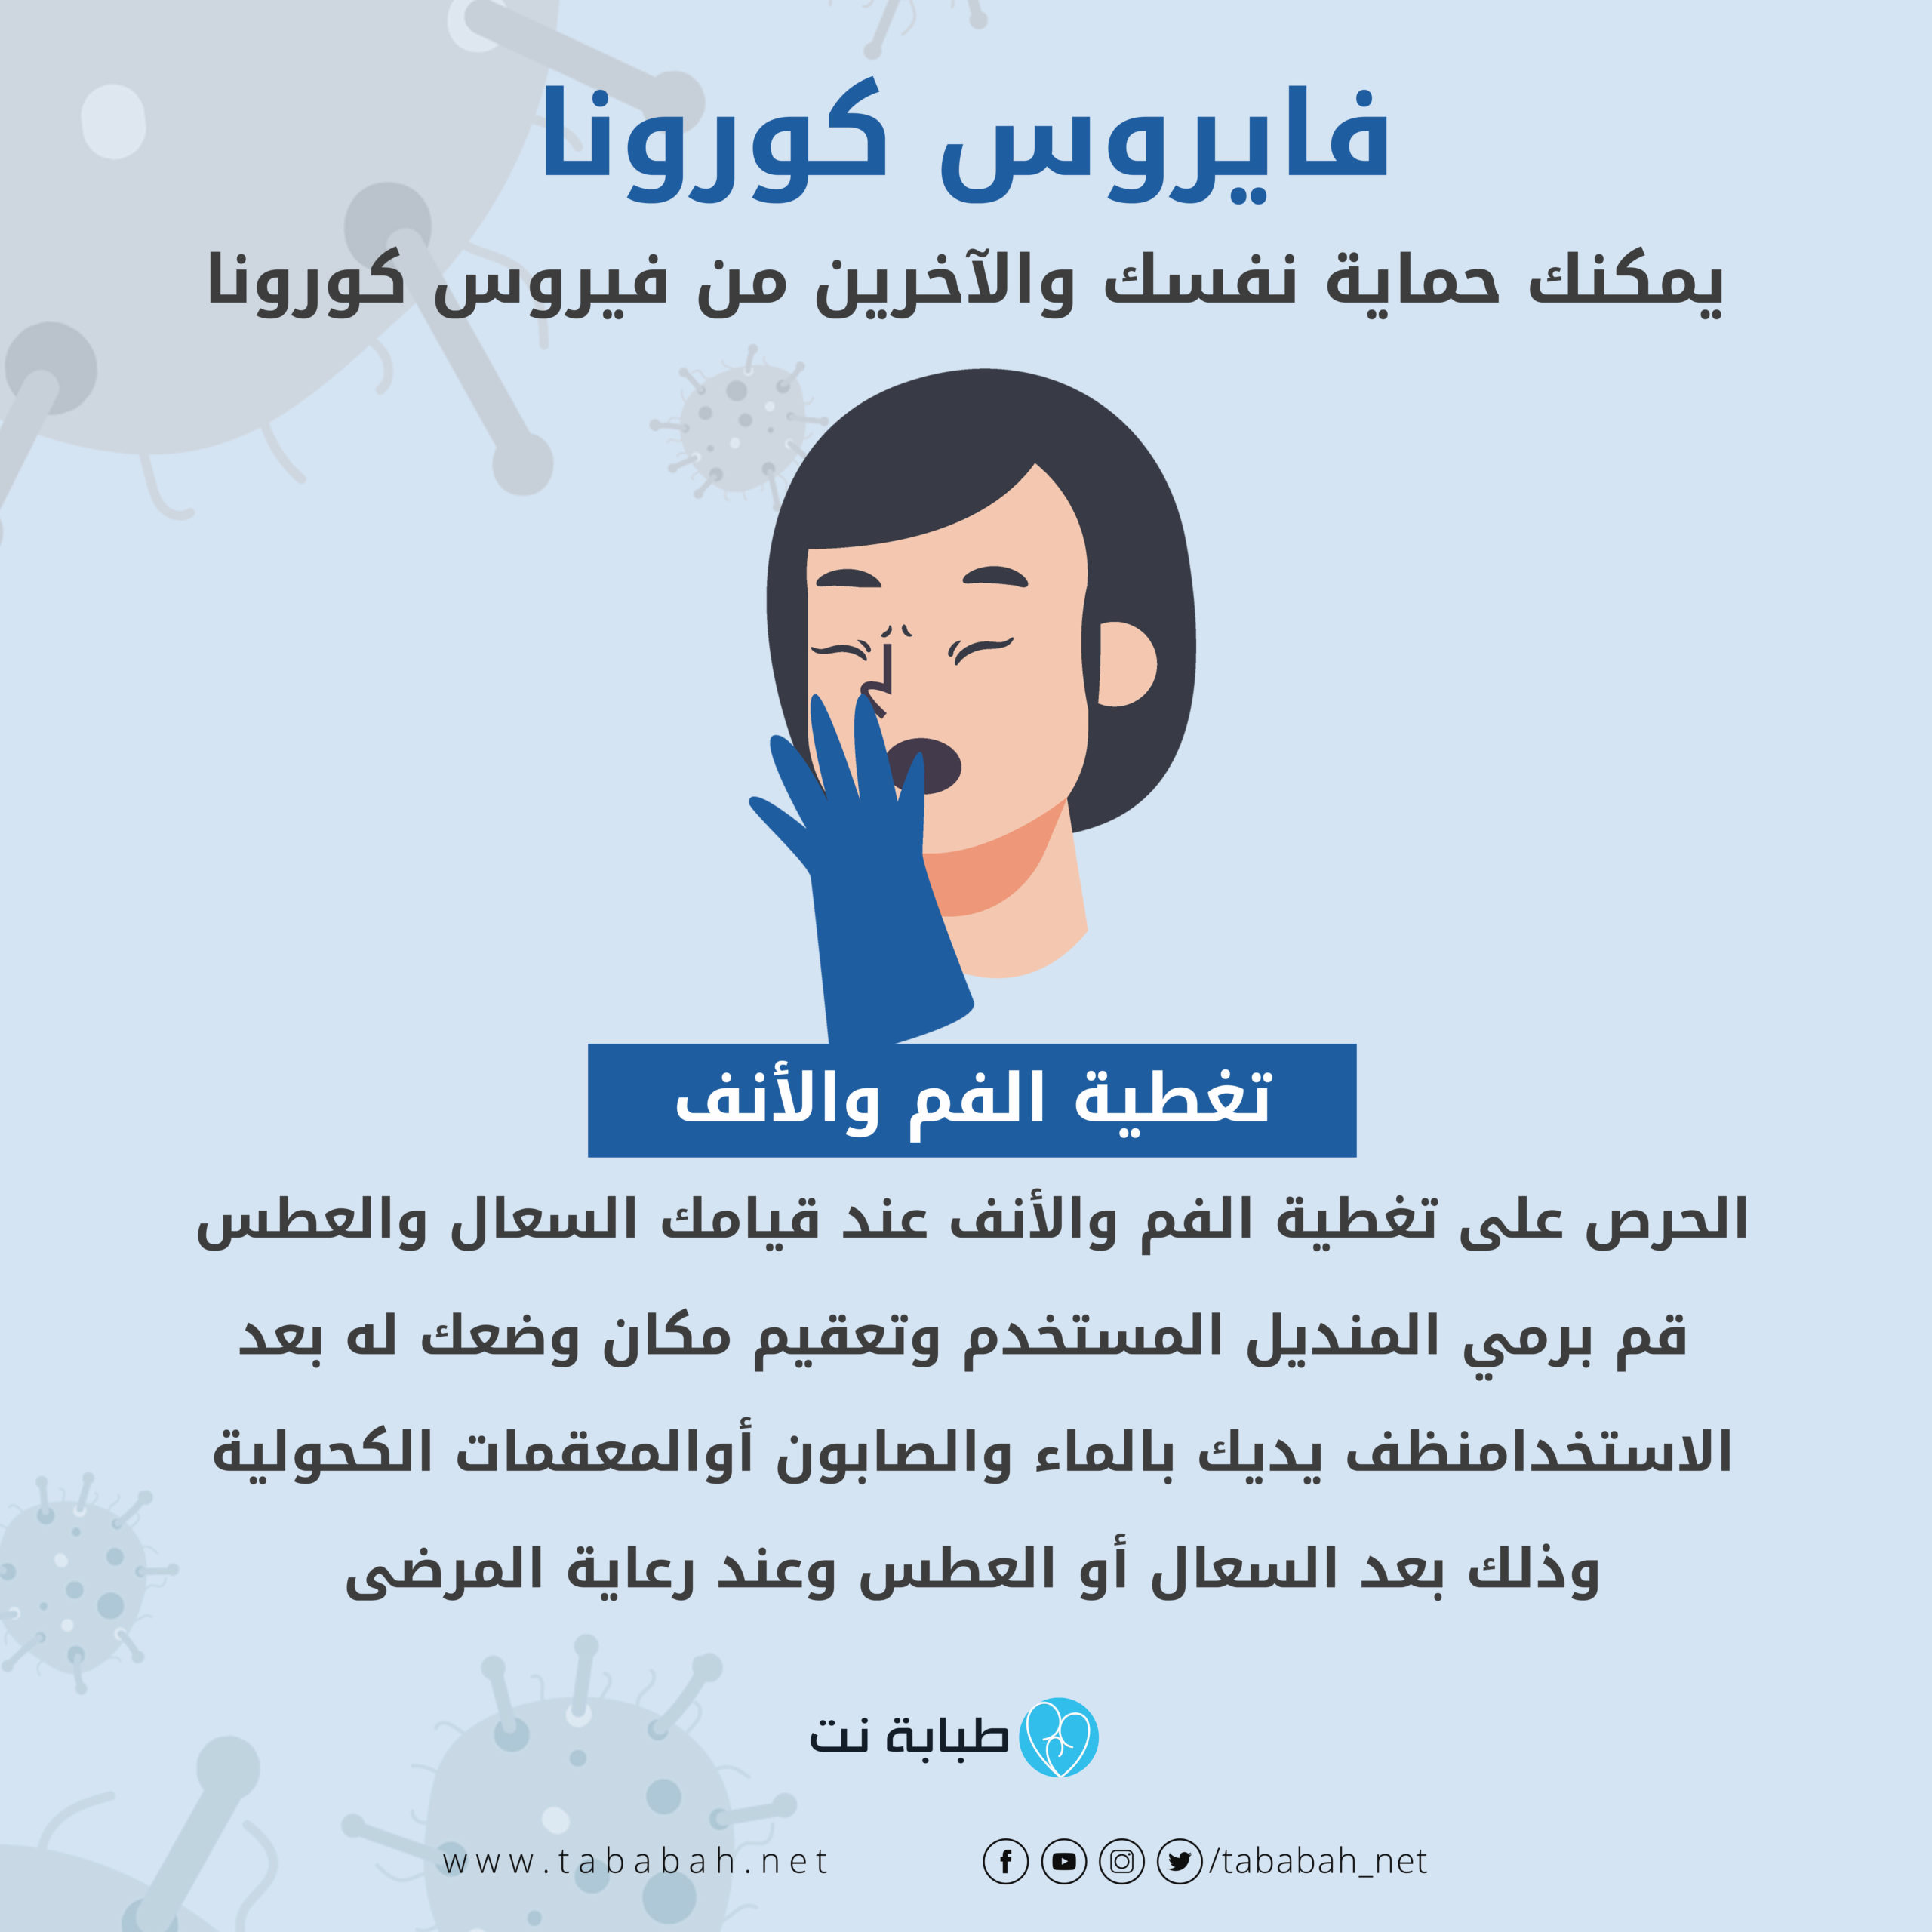 فايروس كورونا
يمكنك حماية نفسك والآخرين من فيروس كورونا
تغطية الفم والأنف
الحرص على تغطية الفم والأنف عند قيامك السعال والعطس
قم برمي المنديل المستخدم وتعقيم مكان وضعك له بعد
الاستخدامنظف يديك بالماء والصابون أوالمعقمات الكحولية
وذلك بعد السعال أو العطس وعند رعاية المرضى
طبابة نت
www.tababah.net
/tababah_net